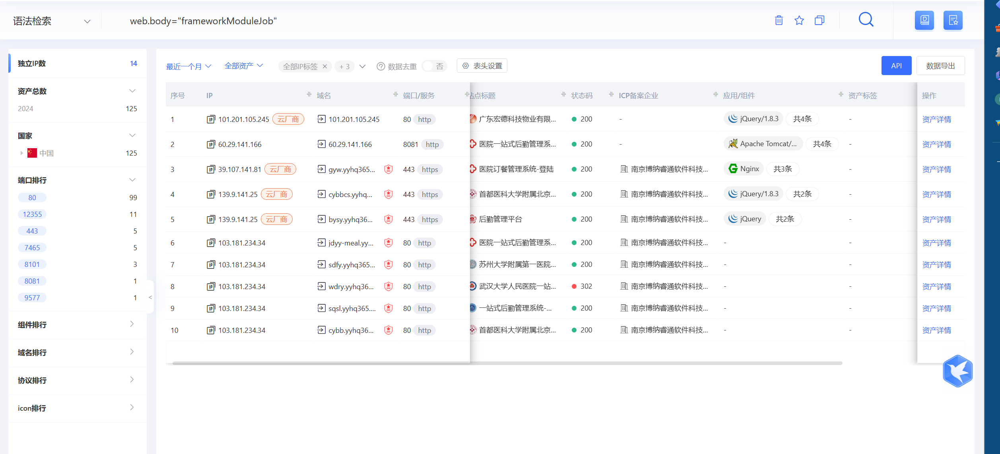 语法检索 web.body="frameworkModuleJob"
独立IP数 14
资产总数
2024 125
国家
中国 125
端口排行
80 99
12355 11
443 5
7465 5
8101 3
8081 1
9577 1
组件排行
域名排行
协议排行
icon排行
<
最近一个月 全部资产 全部IP标签 × + 3 数据去重 否 表头设置 API 数据导出
序号 IP 域名 端口/服务 站点标题 状态码 ICP备案企业 应用/组件 资产标签 操作
1 101.201.105.245 云厂商 101.201.105.245 80 http 广东宏德科技物业有限... 200 - jQuery/1.8.3 共4条 - 资产详情
2 60.29.141.166 60.29.141.166 8081 http 医院一站式后勤管理系... 200 - Apache Tomcat/... 共4条 - 资产详情
3 39.107.141.81 云厂商 gyw.yyhq365... 443 https 医院订餐管理系统-登陆 200 南京博纳睿通软件科技... Nginx 共3条 - 资产详情
4 139.9.141.25 云厂商 cybbcs.yyhq... 443 https 首都医科大学附属北京... 200 南京博纳睿通软件科技... jQuery/1.8.3 共2条 - 资产详情
5 139.9.141.25 云厂商 bysy.yyhq36... 443 https 后勤管理平台 200 南京博纳睿通软件科技... jQuery 共2条 - 资产详情
6 103.181.234.34 jdyy-meal.yy... 80 http 医院一站式后勤管理系... 200 南京博纳睿通软件科技... - - 资产详情
7 103.181.234.34 sdfy.yyhq365... 80 http 苏州大学附属第一医院... 200 南京博纳睿通软件科技... - - 资产详情
8 103.181.234.34 wdry.yyhq36... 80 http 武汉大学人民医院一站... 302 南京博纳睿通软件科技... - - 资产详情
9 103.181.234.34 sqsl.yyhq365.... 80 http 一站式后勤管理系统-... 200 南京博纳睿通软件科技... - - 资产详情
10 103.181.234.34 cybb.yyhq36... 80 http 首都医科大学附属北京... 200 南京博纳睿通软件科技... - - 资产详情